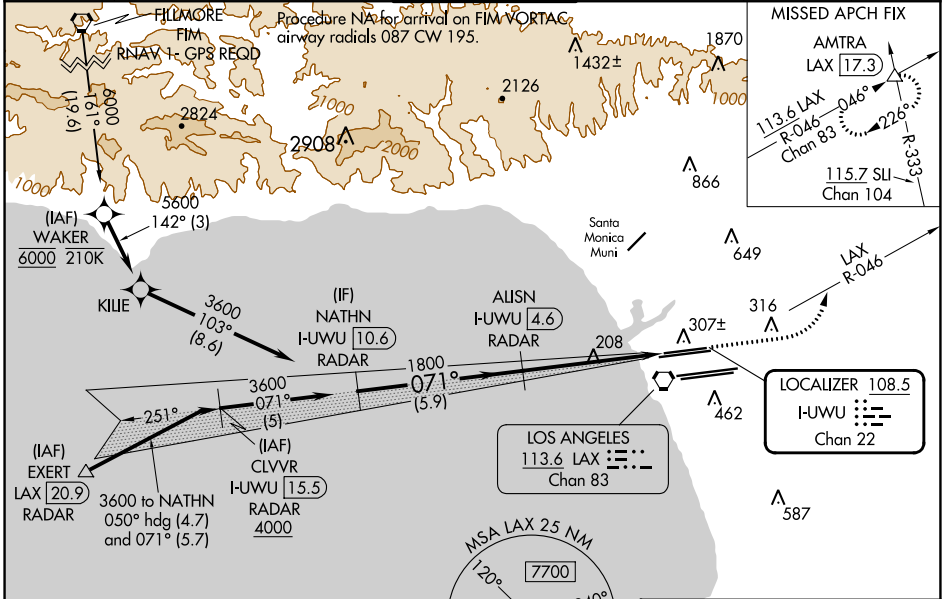 FILLMORE
FIM
RNAV 1- GPS REQD
Procedure NA for arrival on FIM VORTAC
airway radials 087 CW 195.
6000
161°
(19.6)
2824
1000
2908
2000
2126
1432±
1870
1000
1000
MISSED APCH FIX
AMTRA
LAX 17.3
113.6 LAX
R-046
Chan 83
046°
226°
R-333
115.7 SLI
Chan 104
(IAF)
WAKER
6000 210K
5600
142° (3)
KILIE
3600
103°
(8.6)
866
Santa
Monica
Muni
649
LAX
R-046
(IF)
NATHN
I-UWU 10.6
RADAR
ALISN
I-UWU 4.6
RADAR
208
307±
316
462
587
3600
071°
(5)
1800
071°
(5.9)
251°
(IAF)
EXERT
LAX 20.9
RADAR
3600 to NATHN
050° hdg (4.7)
and 071° (5.7)
(IAF)
CLVVR
I-UWU 15.5
RADAR
4000
LOS ANGELES
113.6 LAX
Chan 83
LOCALIZER 108.5
I-UWU
Chan 22
MSA LAX 25 NM
120°
7700